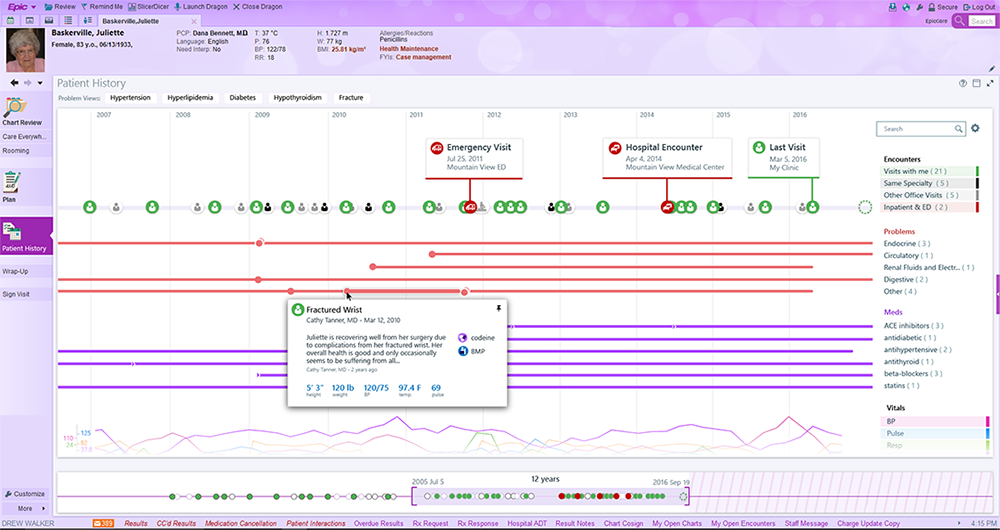 Epic Review Remind Me SlicerDicer Launch Dragon Close Dragon Secure Log Out
Baskerville,Juliette EpicCare Search
Baskerville, Juliette
Female, 83 y.o., 06/13/1933,
PCP: Dana Bennett, MD
Language: English
Need Interp: No
T: 37 °C
P: 76
BP: 122/78
RR: 18
H: 1.727 m
W: 77 kg
BMI: 25.81 kg/m²
Allergies/Reactions
Penicillins
Health Maintenance
FYIs: Case management
Chart Review
Care Everywh...
Rooming
Plan
Patient History
Wrap-Up
Sign Visit
Customize
More
Patient History
Problem Views: Hypertension Hyperlipidemia Diabetes Hypothyroidism Fracture
2007 2008 2009 2010 2011 2012 2013 2014 2015 2016
Emergency Visit
Jul 25, 2011
Mountain View ED
Hospital Encounter
Apr 4, 2014
Mountain View Medical Center
Last Visit
Mar 5, 2016
My Clinic
Search
Encounters
Visits with me ( 21 )
Same Specialty ( 5 )
Other Office Visits ( 5 )
Inpatient & ED ( 2 )
Problems
Endocrine ( 3 )
Circulatory ( 1 )
Renal Fluids and Electr... ( 1 )
Digestive ( 2 )
Other ( 4 )
Meds
ACE inhibitors ( 3 )
antidiabetic ( 1 )
antihypertensive ( 2 )
antithyroid ( 1 )
beta-blockers ( 3 )
statins ( 1 )
Vitals
BP
Pulse
Resp
Fractured Wrist
Cathy Tanner, MD - Mar 12, 2010
Juliette is recovering well from her surgery due
to complications from her fractured wrist. Her
overall health is good and only occasionally
seems to be suffering from all...
Cathy Tanner, MD - 2 years ago
codeine
BMP
5' 3" 120 lb 120/75 97.4 F 69
height weight BP temp. pulse
125
110
24
2005 Jul 5 12 years 2016 Sep 19
DREW WALKER Results CC'd Results Medication Cancellation Patient Interactions Overdue Results Rx Request Rx Response Hospital ADT Result Notes Chart Cosign My Open Charts My Open Encounters Staff Message Charge Update Copy 4:15 PM